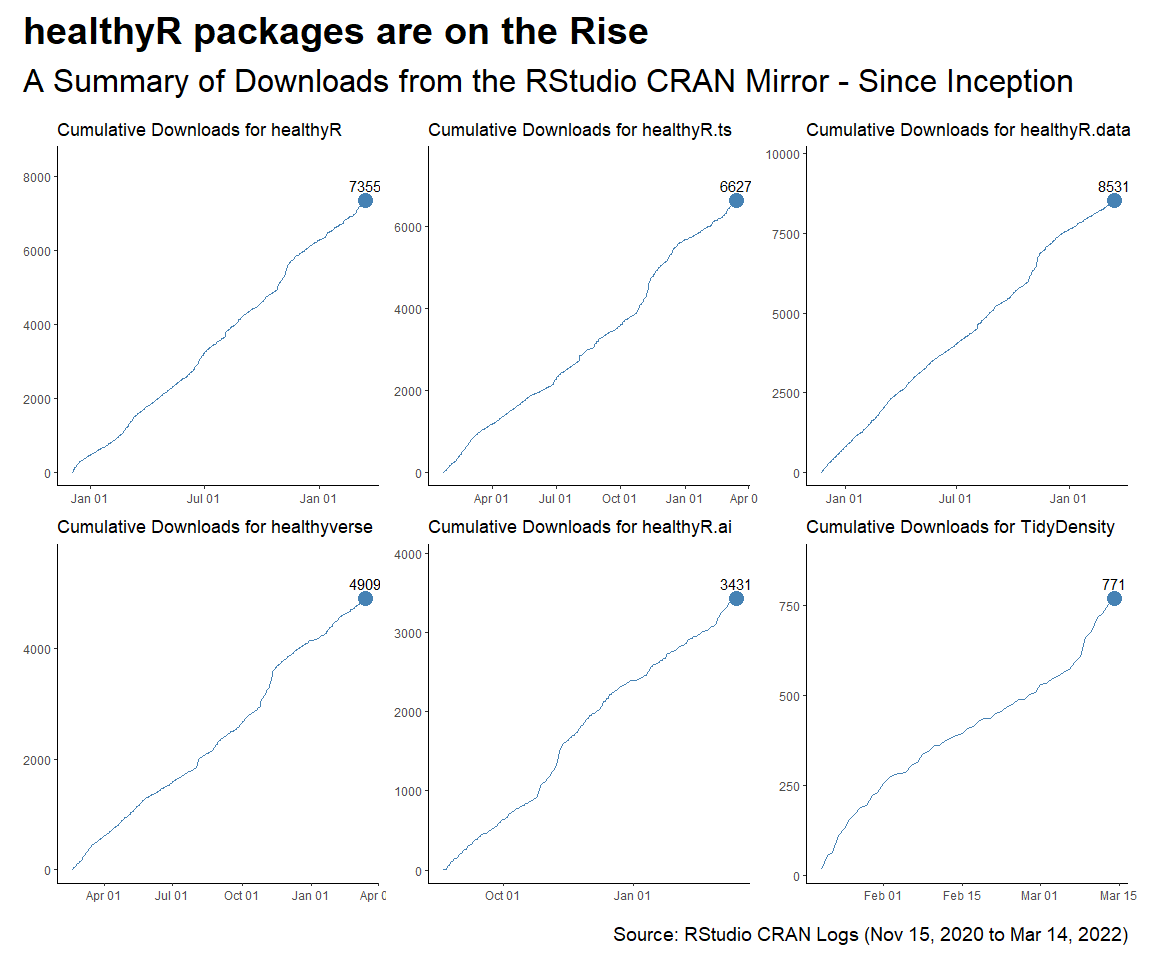 healthyR packages are on the Rise
A Summary of Downloads from the RStudio CRAN Mirror - Since Inception
Cumulative Downloads for healthyR
8000
6000
4000
2000
0
7355
Jan 01 Jul 01 Jan 01
Cumulative Downloads for healthyR.ts
6000
4000
2000
0
6627
Apr 01 Jul 01 Oct 01 Jan 01 Apr 0
Cumulative Downloads for healthyR.data
10000
7500
5000
2500
0
8531
Jan 01 Jul 01 Jan 01
Cumulative Downloads for healthyverse
4000
2000
0
4909
Apr 01 Jul 01 Oct 01 Jan 01 Apr 0
Cumulative Downloads for healthyR.ai
4000
3000
2000
1000
0
3431
Oct 01 Jan 01
Cumulative Downloads for TidyDensity
750
500
250
0
771
Feb 01 Feb 15 Mar 01 Mar 15
Source: RStudio CRAN Logs (Nov 15, 2020 to Mar 14, 2022)